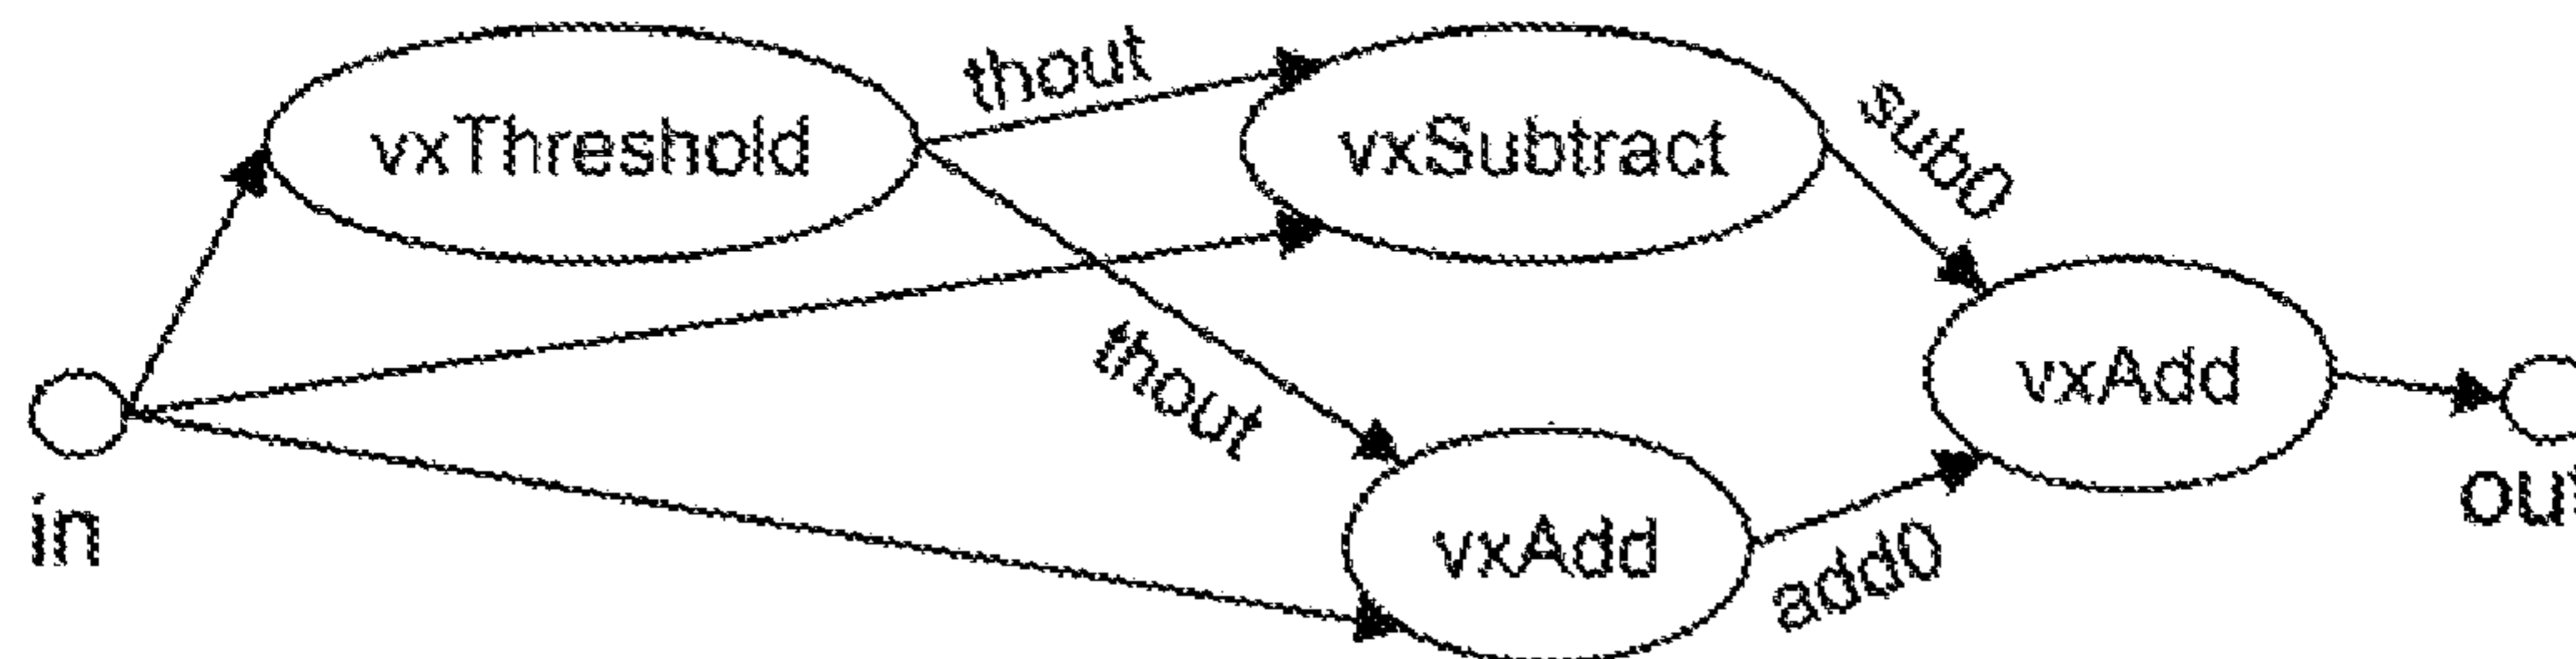 thout
sub0
vxThreshold
vxSubtract
thout
vxAdd
in
vxAdd
add0